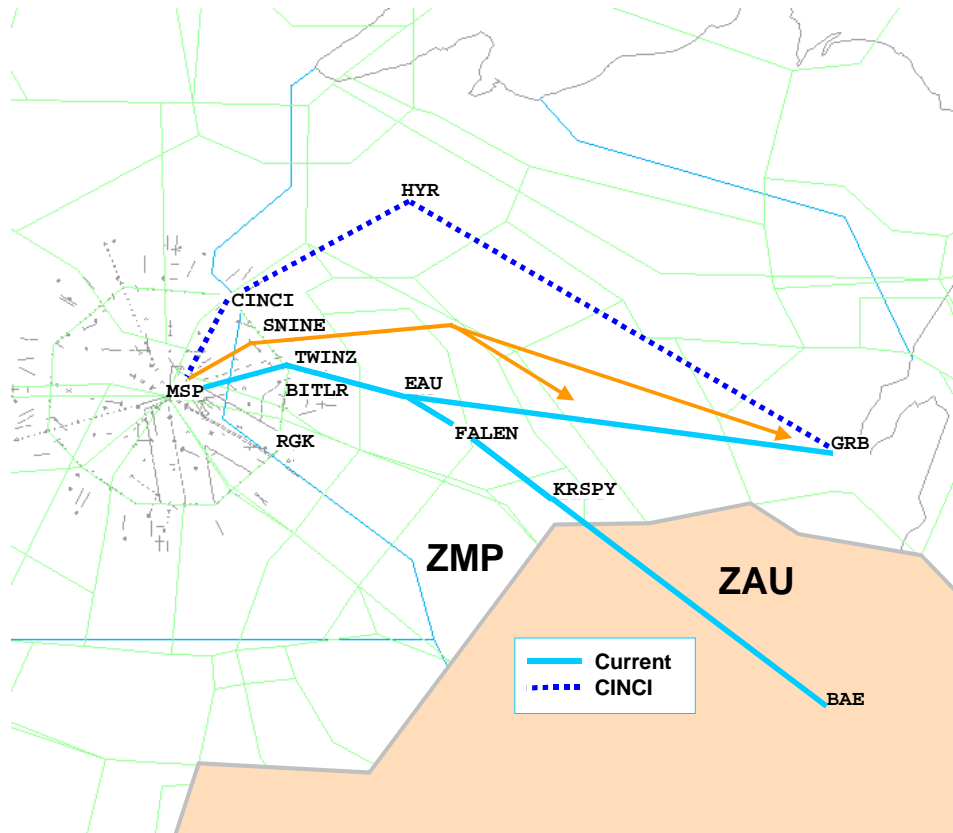 HYR
CINCI
SNINE
TWINZ
MSP
BITLR
EAU
FALEN
RGK
GRB
KRSPY
ZMP
ZAU
Current
CINCI
BAE